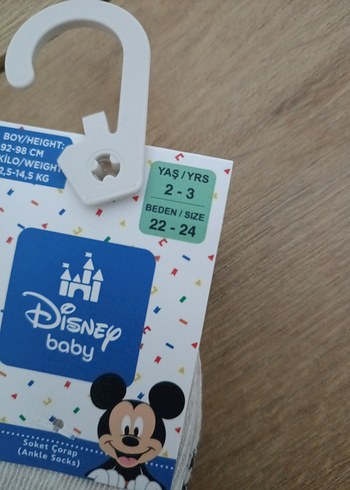 BOY/HEIGHT:
92-98 CM
KİLO/WEIGHT
2,5-14,5 KG
YAŞ / YRS
2 - 3
BEDEN / SIZE
22 - 24
Disney
baby
Soket Çorap
(Ankle Socks)